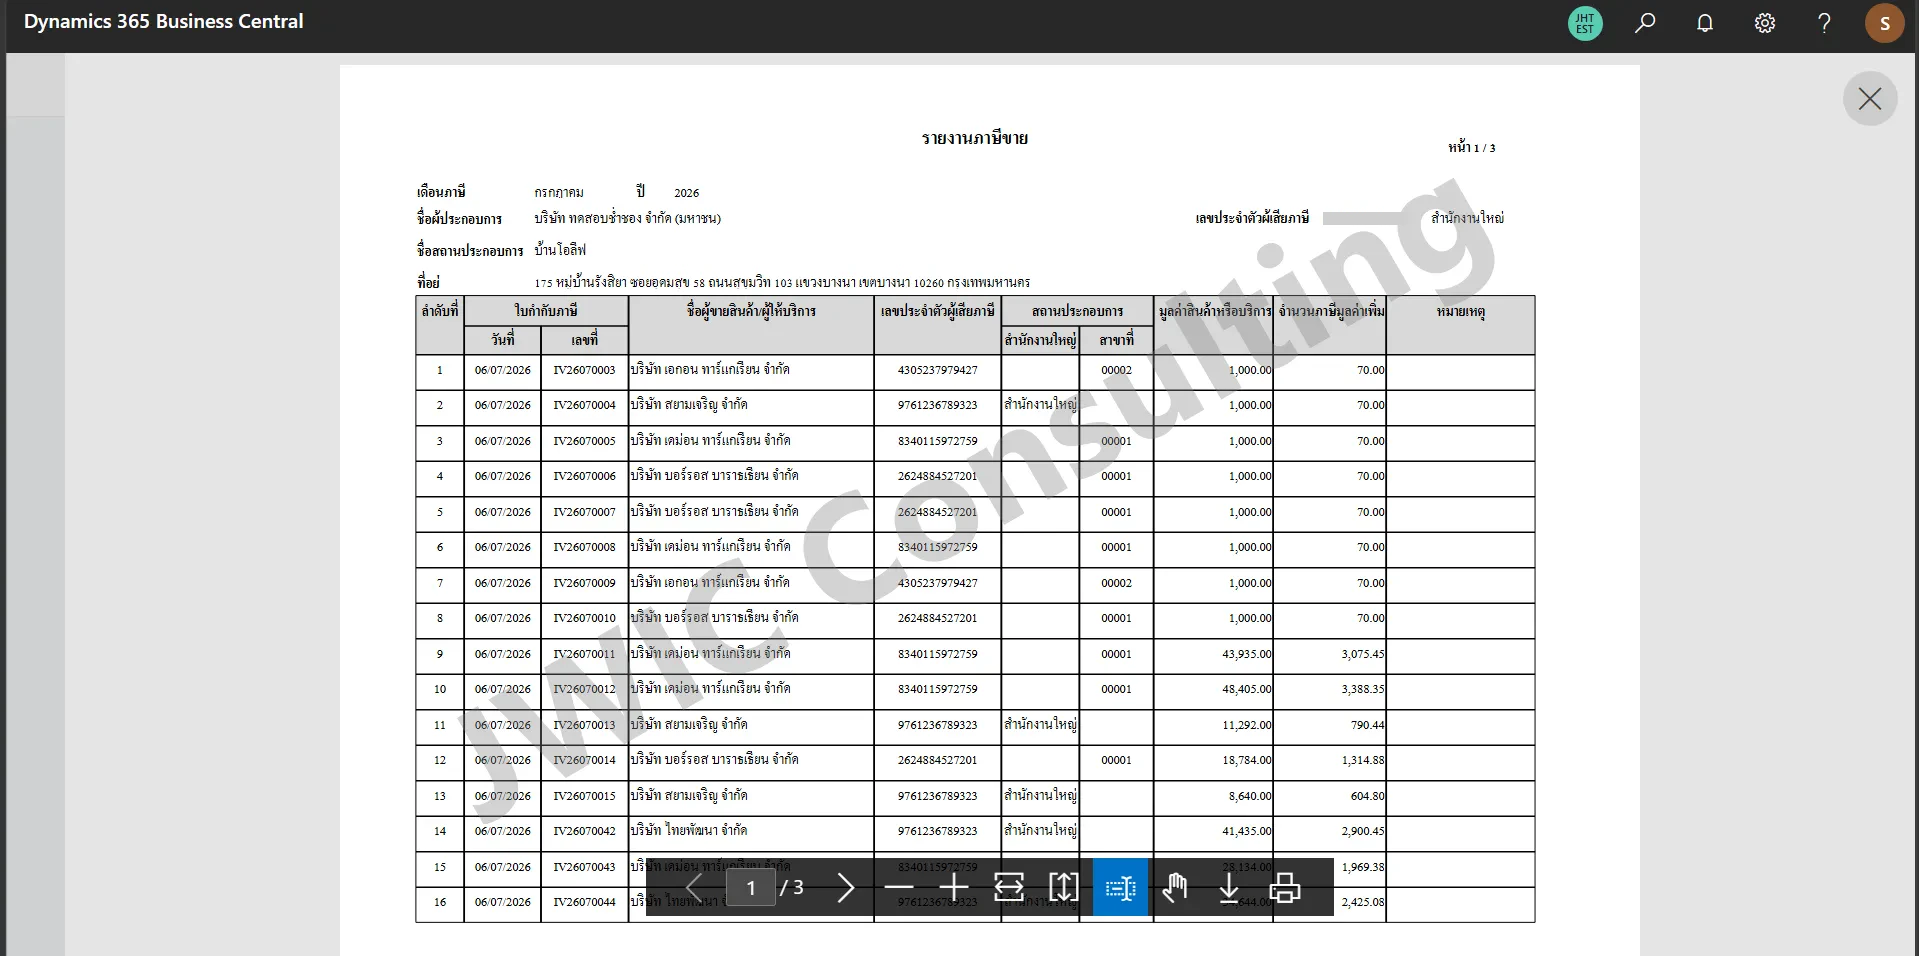 Dynamics 365 Business Central
JHT
EST
S
รายงานภาษีขาย
หน้า 1 / 3
เดือนภาษี กรกฎาคม ปี 2026
ชื่อผู้ประกอบการ บริษัท ทดสอบช่ำชอง จำกัด (มหาชน) เลขประจำตัวผู้เสียภาษี สำนักงานใหญ่
ชื่อสถานประกอบการ บ้านโอลีฟ
175 58 103 แขวงบางนา เขตบางนา 10260 กรุงเทพมหานคร
ลำดับที่ ใบกำกับภาษี ชื่อผู้ขายสินค้า/ผู้ให้บริการ เลขประจำตัวผู้เสียภาษี สถานประกอบการ มูลค่าสินค้าหรือบริการ จำนวนภาษีมูลค่าเพิ่ม หมายเหตุ
วันที่ เลขที่ สำนักงานใหญ่ สาขาที่
1 06/07/2026 IV26070003 บริษัท เอกอน ทาร์แกเรียน จำกัด 4305237979427 00002 1,000.00 70.00
2 06/07/2026 IV26070004 บริษัท สยามเจริญ จำกัด 9761236789323 สำนักงานใหญ่ 1,000.00 70.00
3 06/07/2026 IV26070005 บริษัท เดม่อน ทาร์แกเรียน จำกัด 8340115972759 00001 1,000.00 70.00
4 06/07/2026 IV26070006 บริษัท บอร์รอส บาราธเธียน จำกัด 2624884527201 00001 1,000.00 70.00
5 06/07/2026 IV26070007 บริษัท บอร์รอส บาราธเธียน จำกัด 2624884527201 00001 1,000.00 70.00
6 06/07/2026 IV26070008 บริษัท เดม่อน ทาร์แกเรียน จำกัด 8340115972759 00001 1,000.00 70.00
7 06/07/2026 IV26070009 บริษัท เอกอน ทาร์แกเรียน จำกัด 4305237979427 00002 1,000.00 70.00
8 06/07/2026 IV26070010 บริษัท บอร์รอส บาราธเธียน จำกัด 2624884527201 00001 1,000.00 70.00
9 06/07/2026 IV26070011 บริษัท เดม่อน ทาร์แกเรียน จำกัด 8340115972759 00001 43,935.00 3,075.45
10 06/07/2026 IV26070012 บริษัท เดม่อน ทาร์แกเรียน จำกัด 8340115972759 00001 48,405.00 3,388.35
11 06/07/2026 IV26070013 บริษัท สยามเจริญ จำกัด 9761236789323 สำนักงานใหญ่ 11,292.00 790.44
12 06/07/2026 IV26070014 บริษัท บอร์รอส บาราธเธียน จำกัด 2624884527201 00001 18,784.00 1,314.88
13 06/07/2026 IV26070015 บริษัท สยามเจริญ จำกัด 9761236789323 สำนักงานใหญ่ 8,640.00 604.80
14 06/07/2026 IV26070042 บริษัท ไทยพัฒนา จำกัด 9761236789323 สำนักงานใหญ่ 41,435.00 2,900.45
15 06/07/2026 IV26070043 บริษัท เดม่อน ทาร์แกเรียน จำกัด 8340115972759 28,134.00 1,969.38
16 06/07/2026 IV26070044 บริษัท ไทยพัฒนา 9761236789323 2,425.08
JWIC Consulting
1 / 3